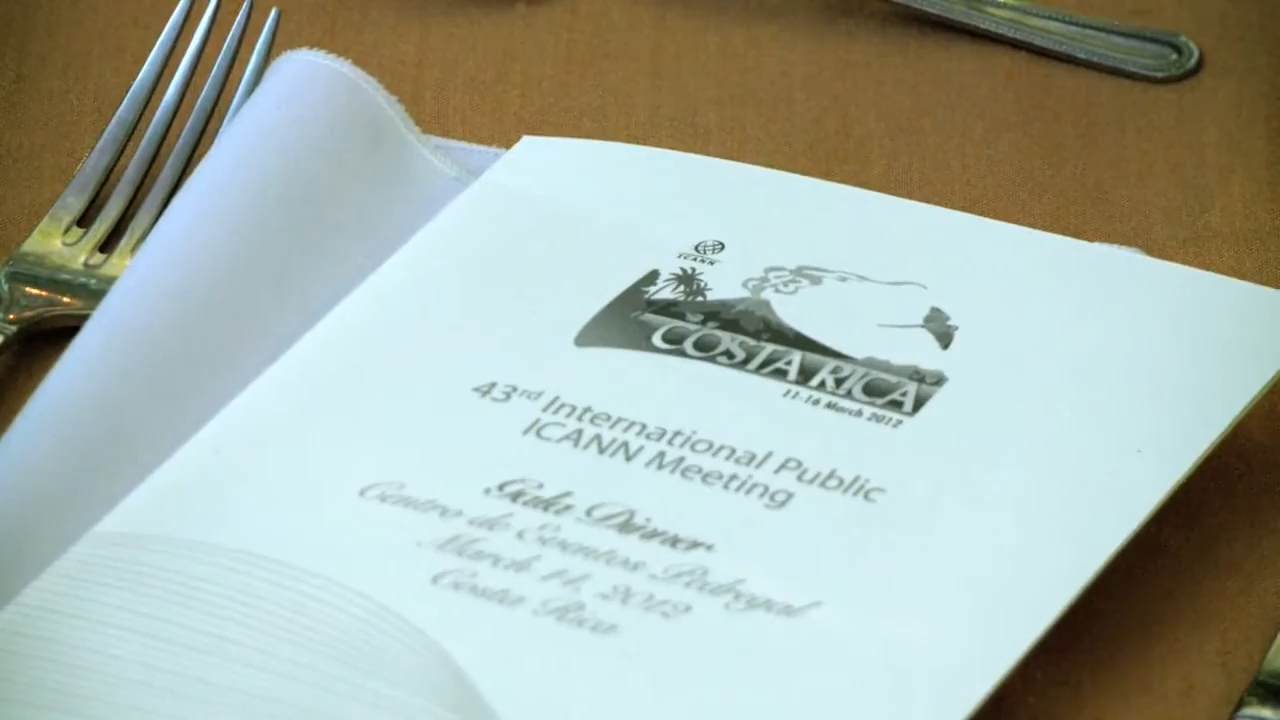 ICANN
COSTA RICA
11-16 March 2012
43rd International Public
ICANN Meeting
Gala Dinner
Centro de Eventos Pedregal
March 14, 2012
Costa Rica